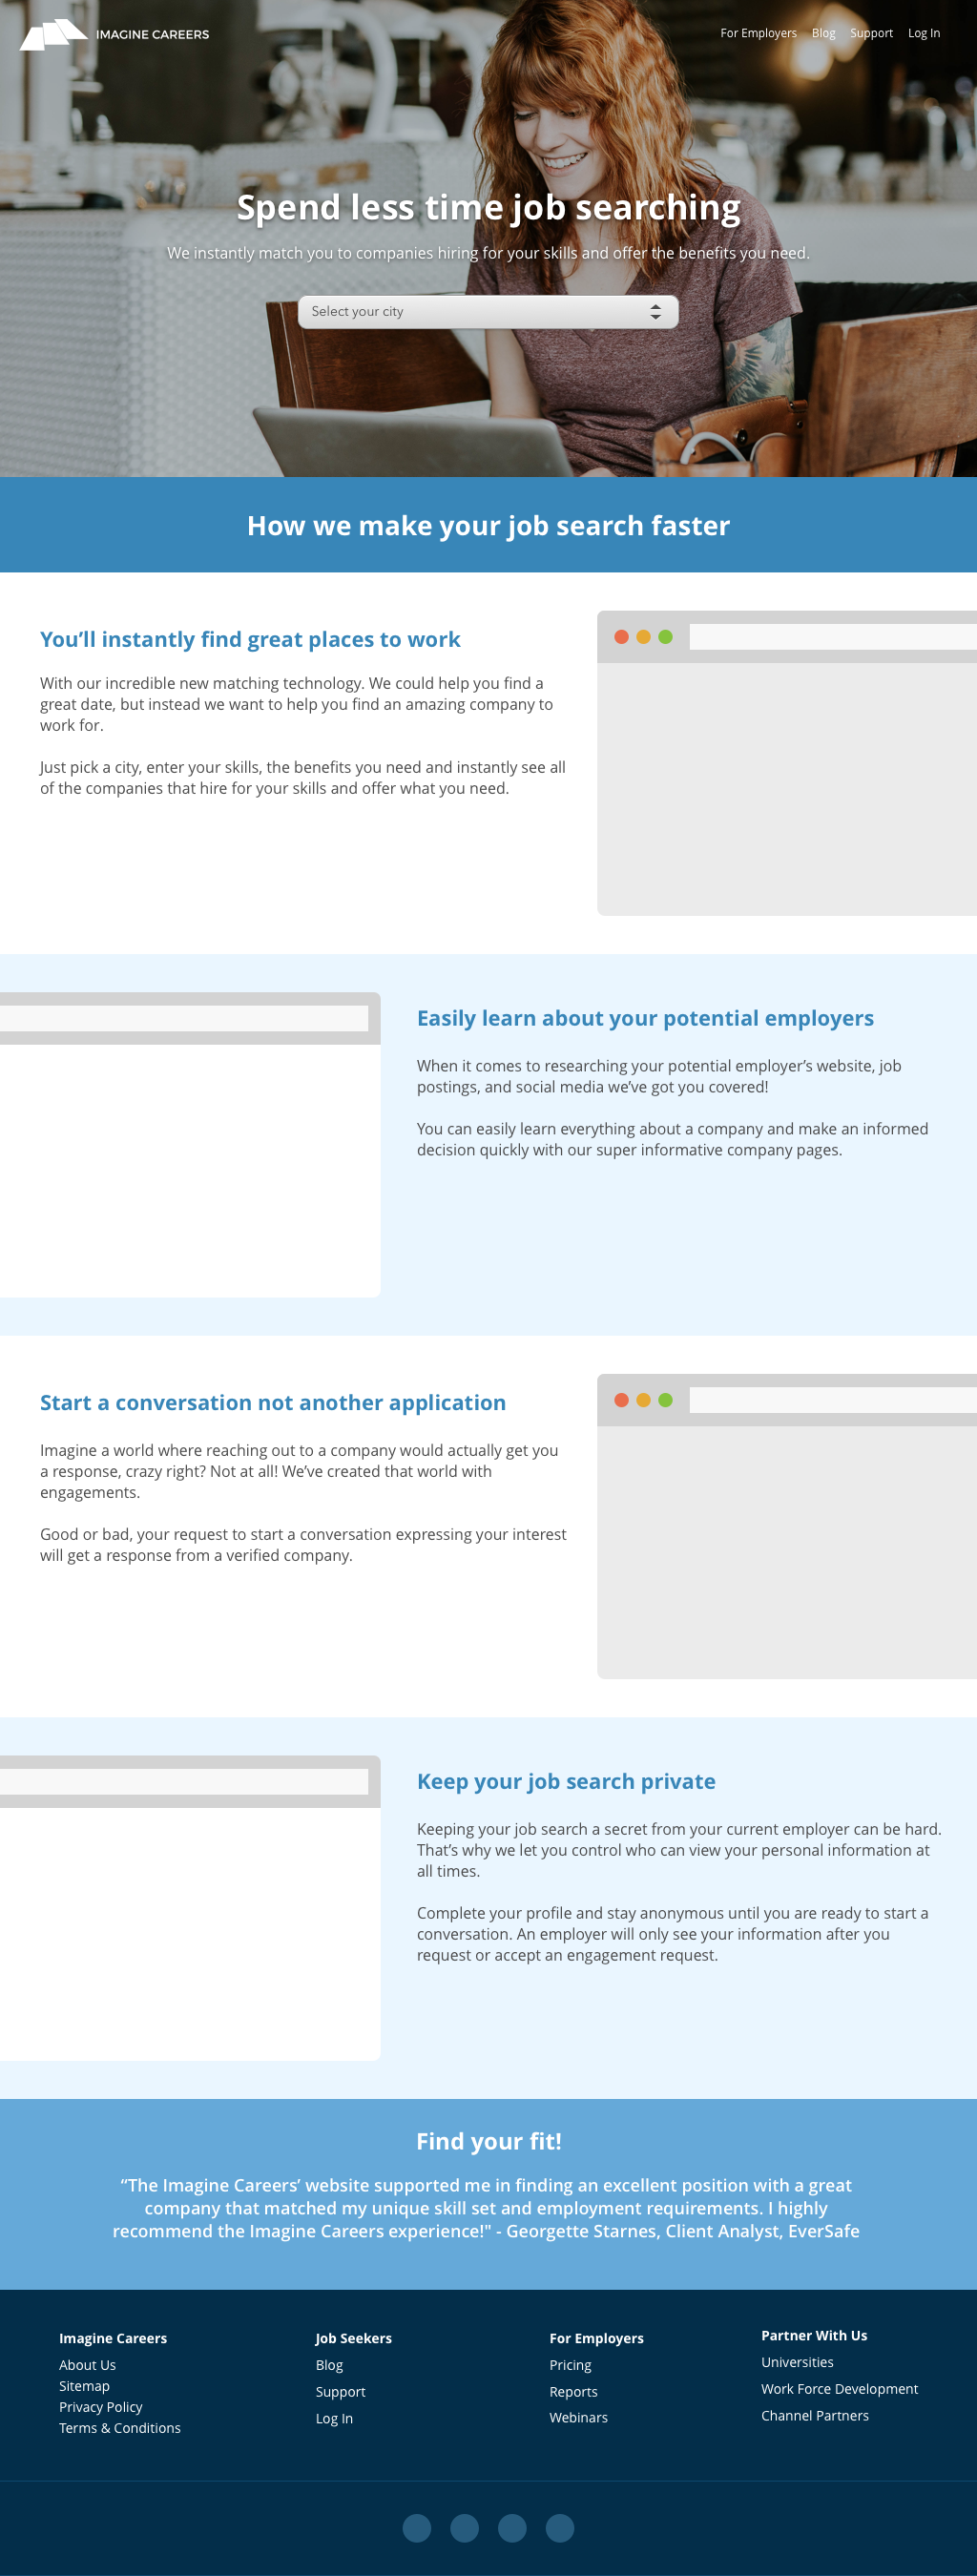 IMAGINE CAREERS
For Employers Blog Support Log In
Spend less time job searching
We instantly match you to companies hiring for your skills and offer the benefits you need.
Select your city
How we make your job search faster
You’ll instantly find great places to work
With our incredible new matching technology. We could help you find a
great date, but instead we want to help you find an amazing company to
work for.
Just pick a city, enter your skills, the benefits you need and instantly see all
of the companies that hire for your skills and offer what you need.
Easily learn about your potential employers
When it comes to researching your potential employer’s website, job
postings, and social media we’ve got you covered!
You can easily learn everything about a company and make an informed
decision quickly with our super informative company pages.
Start a conversation not another application
Imagine a world where reaching out to a company would actually get you
a response, crazy right? Not at all! We’ve created that world with
engagements.
Good or bad, your request to start a conversation expressing your interest
will get a response from a verified company.
Keep your job search private
Keeping your job search a secret from your current employer can be hard.
That’s why we let you control who can view your personal information at
all times.
Complete your profile and stay anonymous until you are ready to start a
conversation. An employer will only see your information after you
request or accept an engagement request.
Find your fit!
“The Imagine Careers’ website supported me in finding an excellent position with a great
company that matched my unique skill set and employment requirements. I highly
recommend the Imagine Careers experience!" - Georgette Starnes, Client Analyst, EverSafe
Imagine Careers
About Us
Sitemap
Privacy Policy
Terms & Conditions
Job Seekers
Blog
Support
Log In
For Employers
Pricing
Reports
Webinars
Partner With Us
Universities
Work Force Development
Channel Partners